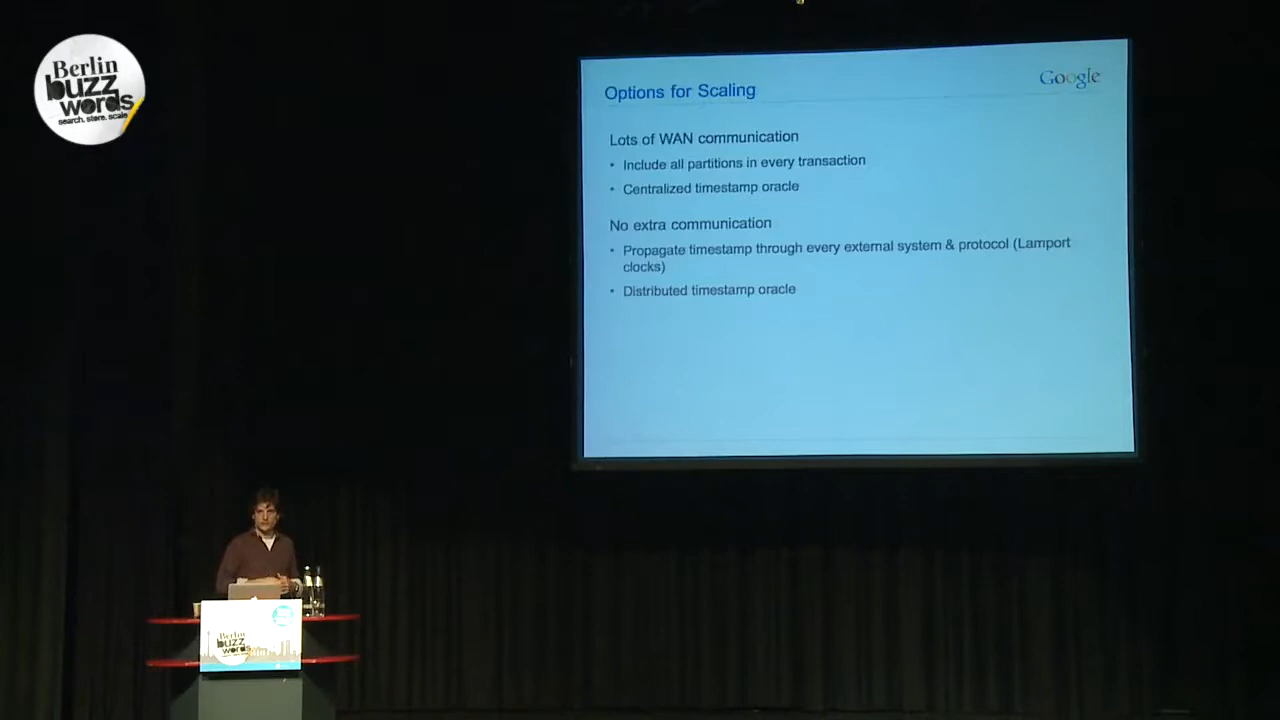 Berlin
buzz
words
search. store. scale
Google
Options for Scaling
Lots of WAN communication
• Include all partitions in every transaction
• Centralized timestamp oracle
No extra communication
• Propagate timestamp through every external system & protocol (Lamport
clocks)
• Distributed timestamp oracle
Berlin
buzz
words